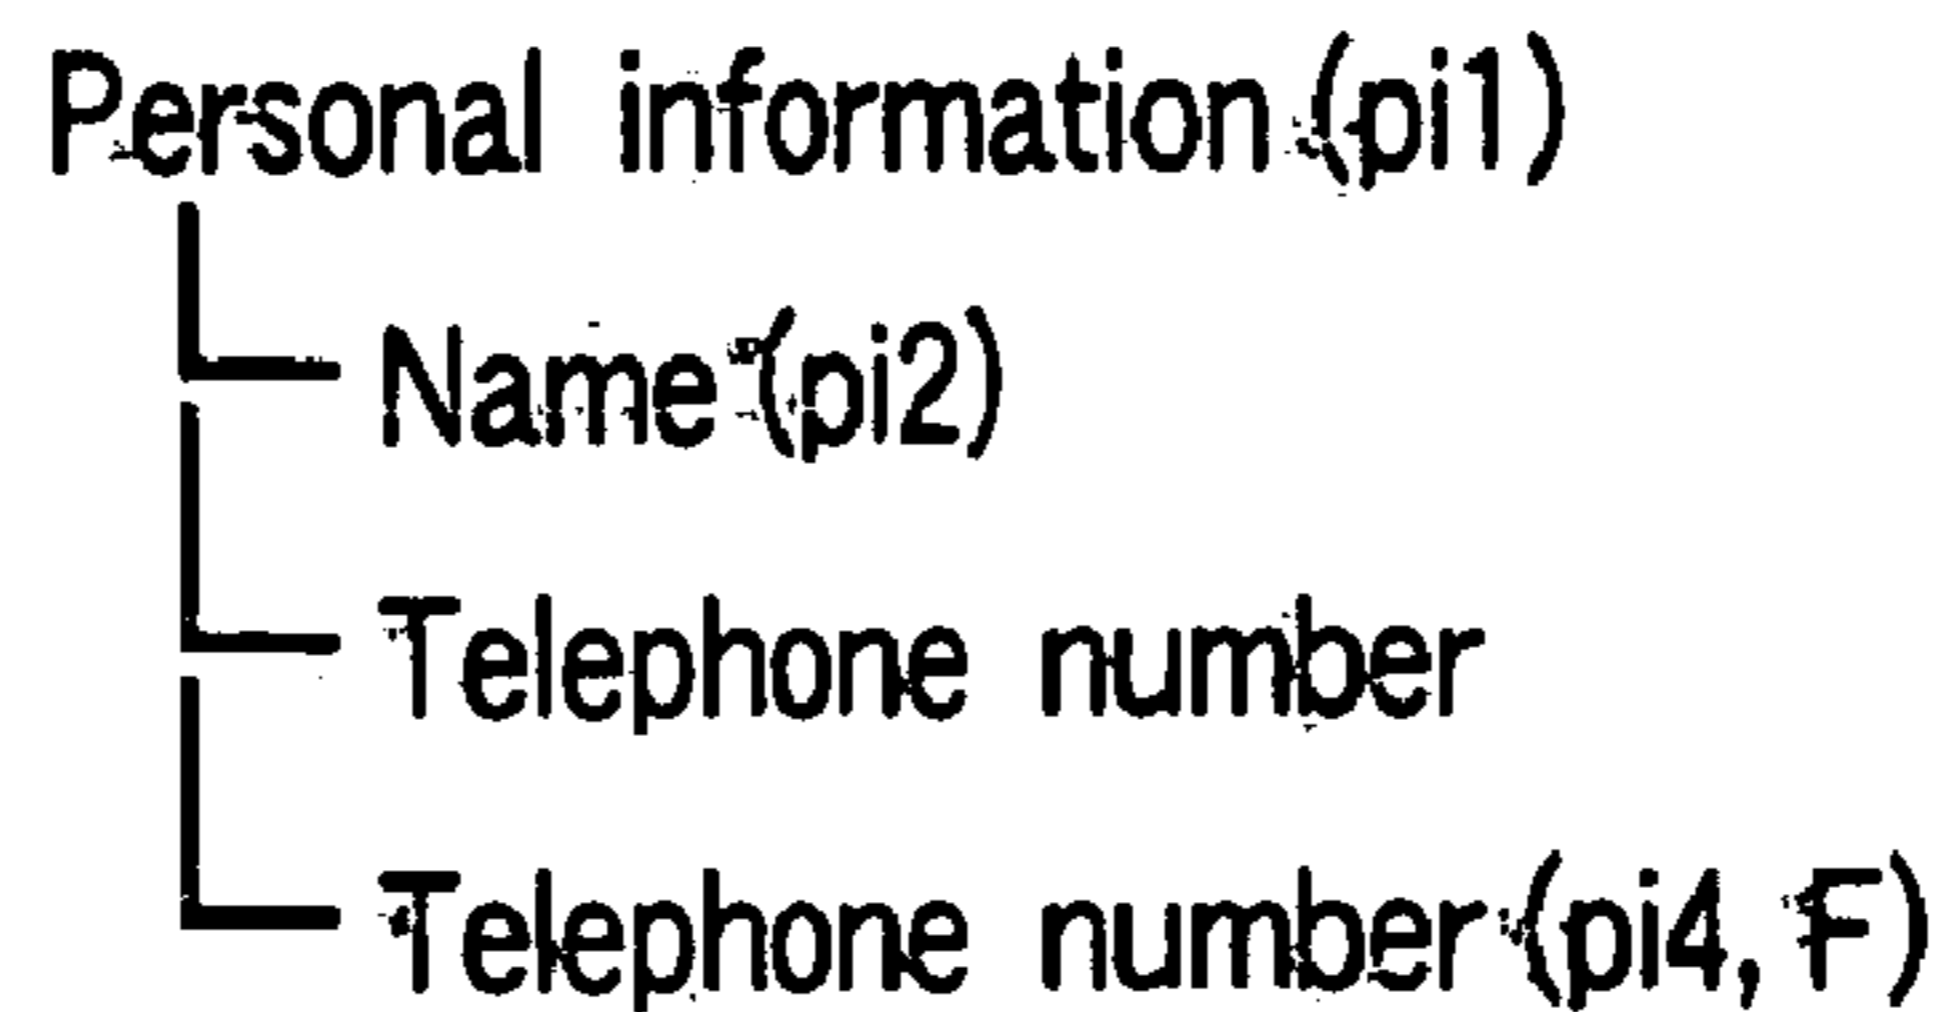 Personal information (pi1)
Name (pi2)
Telephone number
Telephone number (pi4, F)